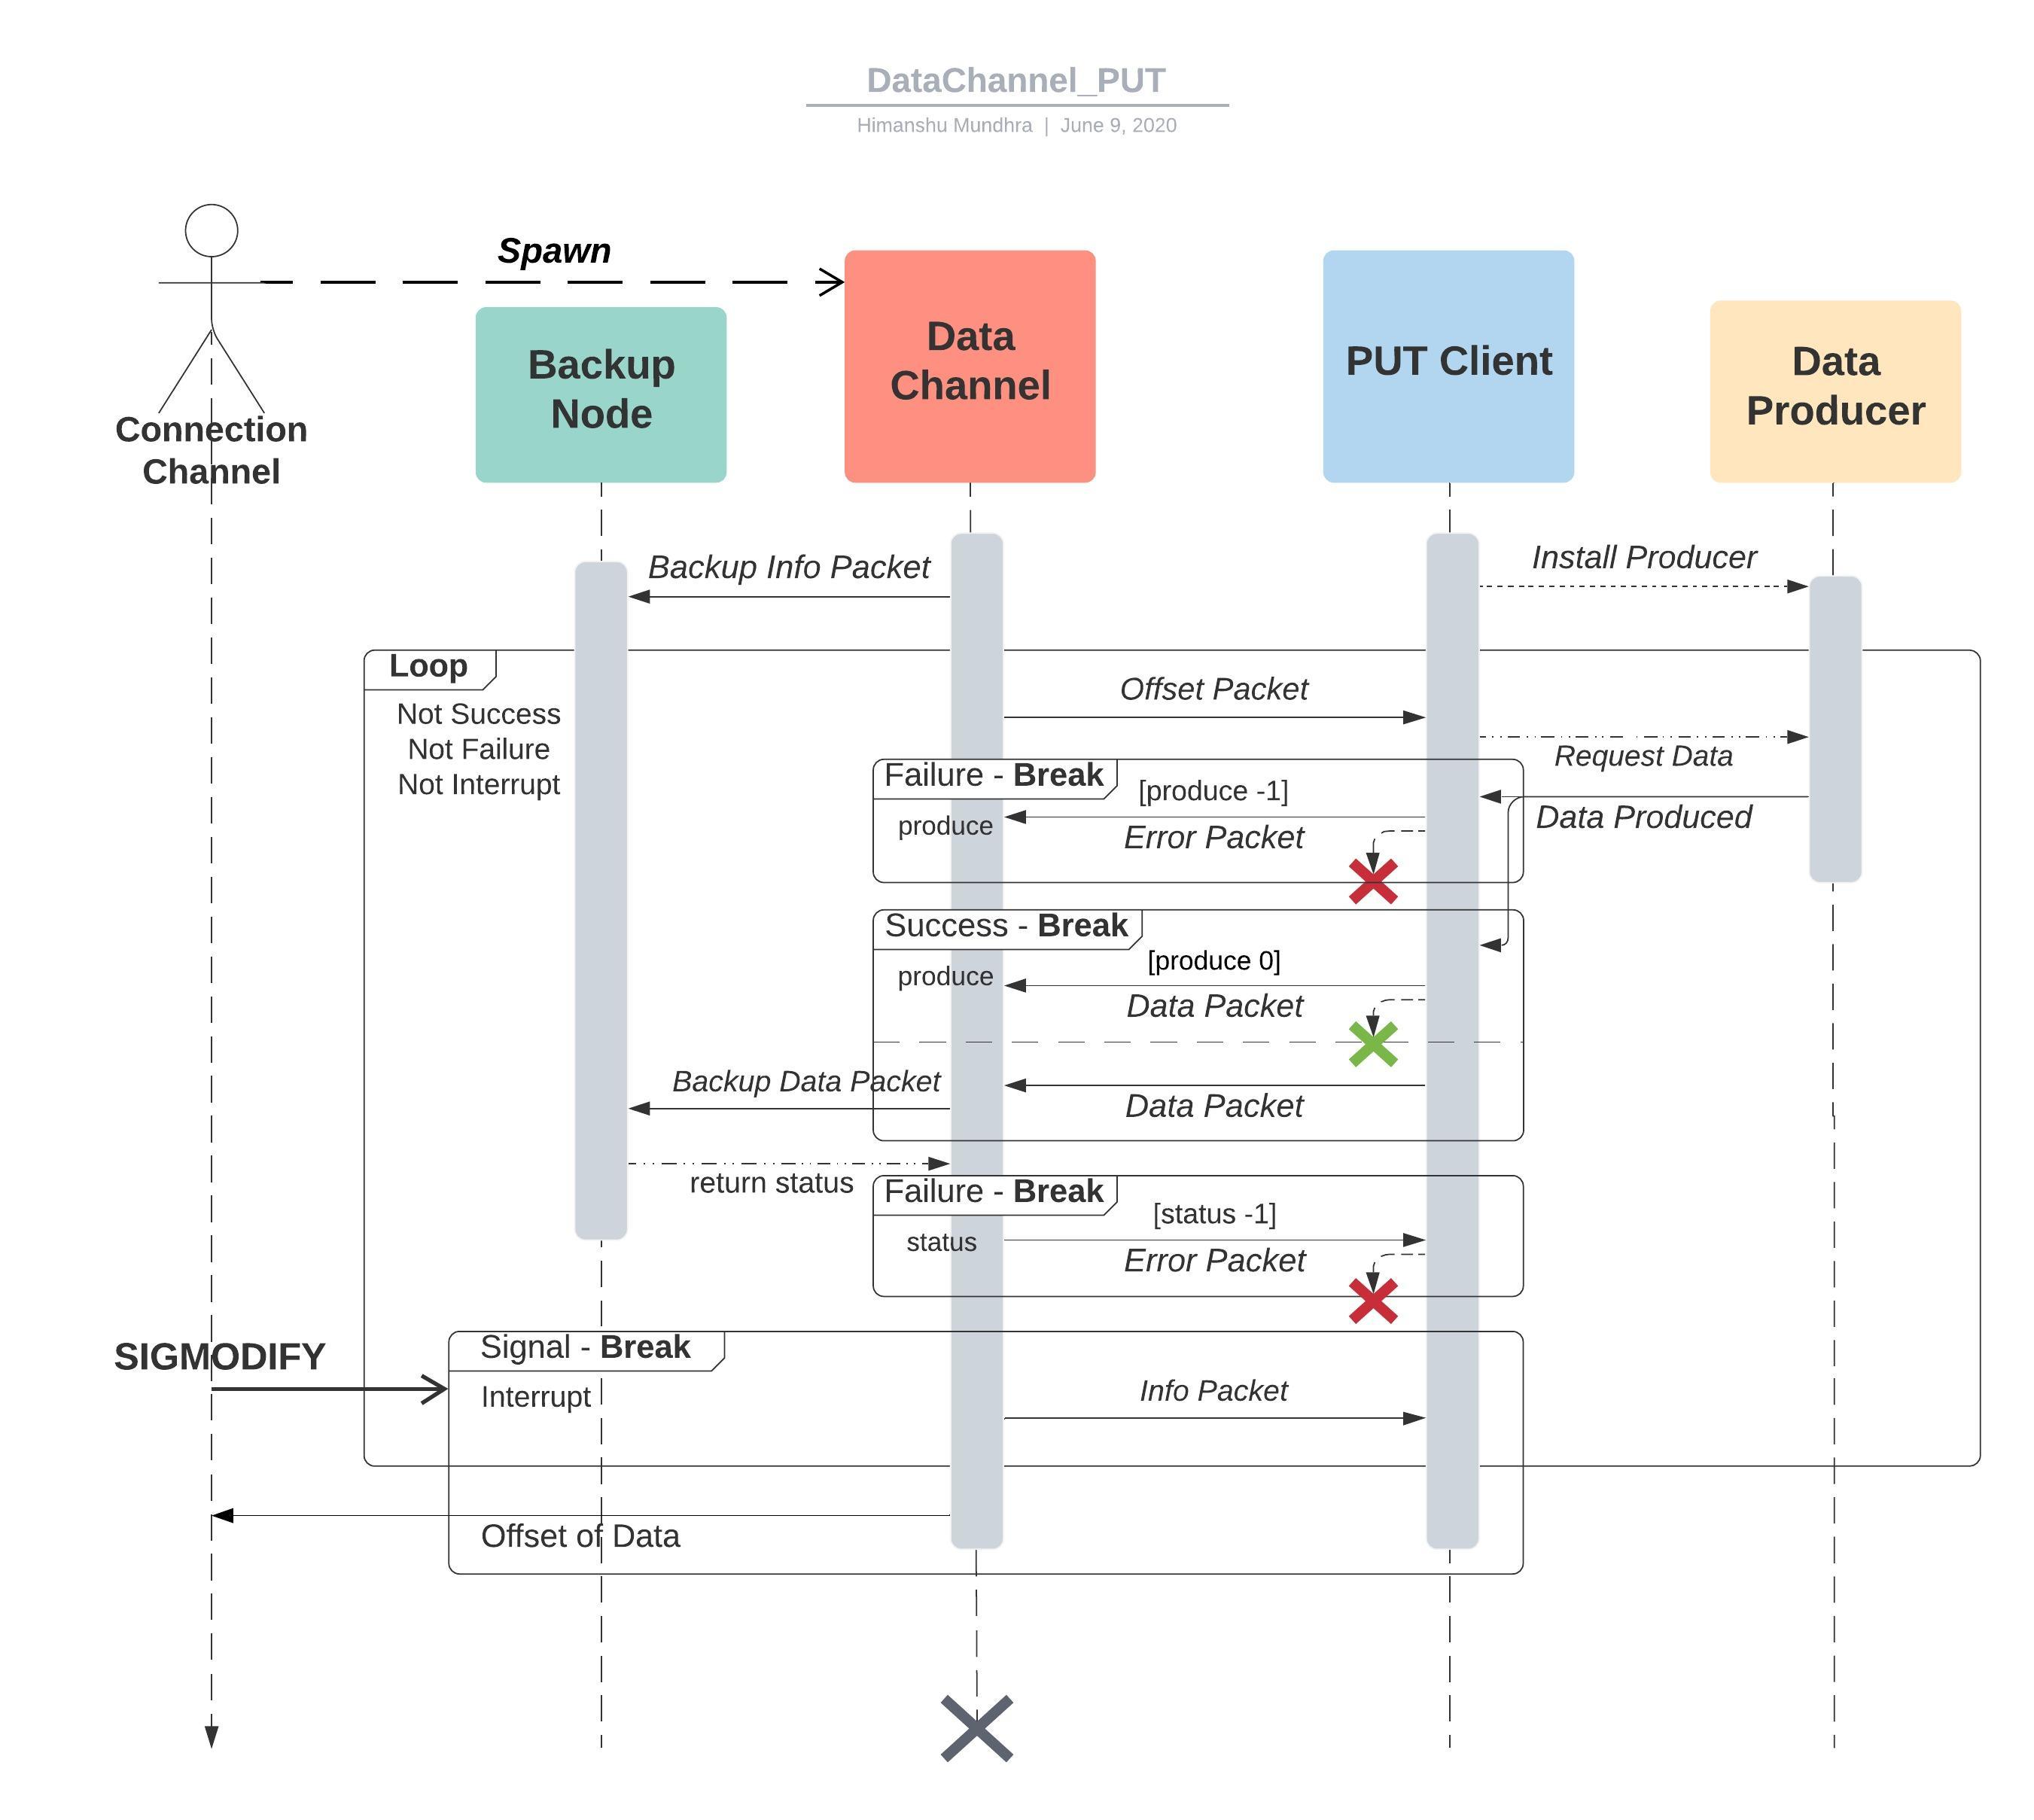 DataChannel_PUT
Himanshu Mundhra | June 9, 2020
Spawn
Connection
Channel
Backup
Node
Data
Channel
PUT Client
Data
Producer
Backup Info Packet
Install Producer
Loop
Not Success
Not Failure
Not Interrupt
Offset Packet
Request Data
Failure - Break
[produce -1]
produce
Error Packet
Data Produced
Success - Break
[produce 0]
produce
Data Packet
Backup Data Packet
Data Packet
return status
Failure - Break
[status -1]
status
Error Packet
SIGMODIFY
Signal - Break
Interrupt
Info Packet
Offset of Data